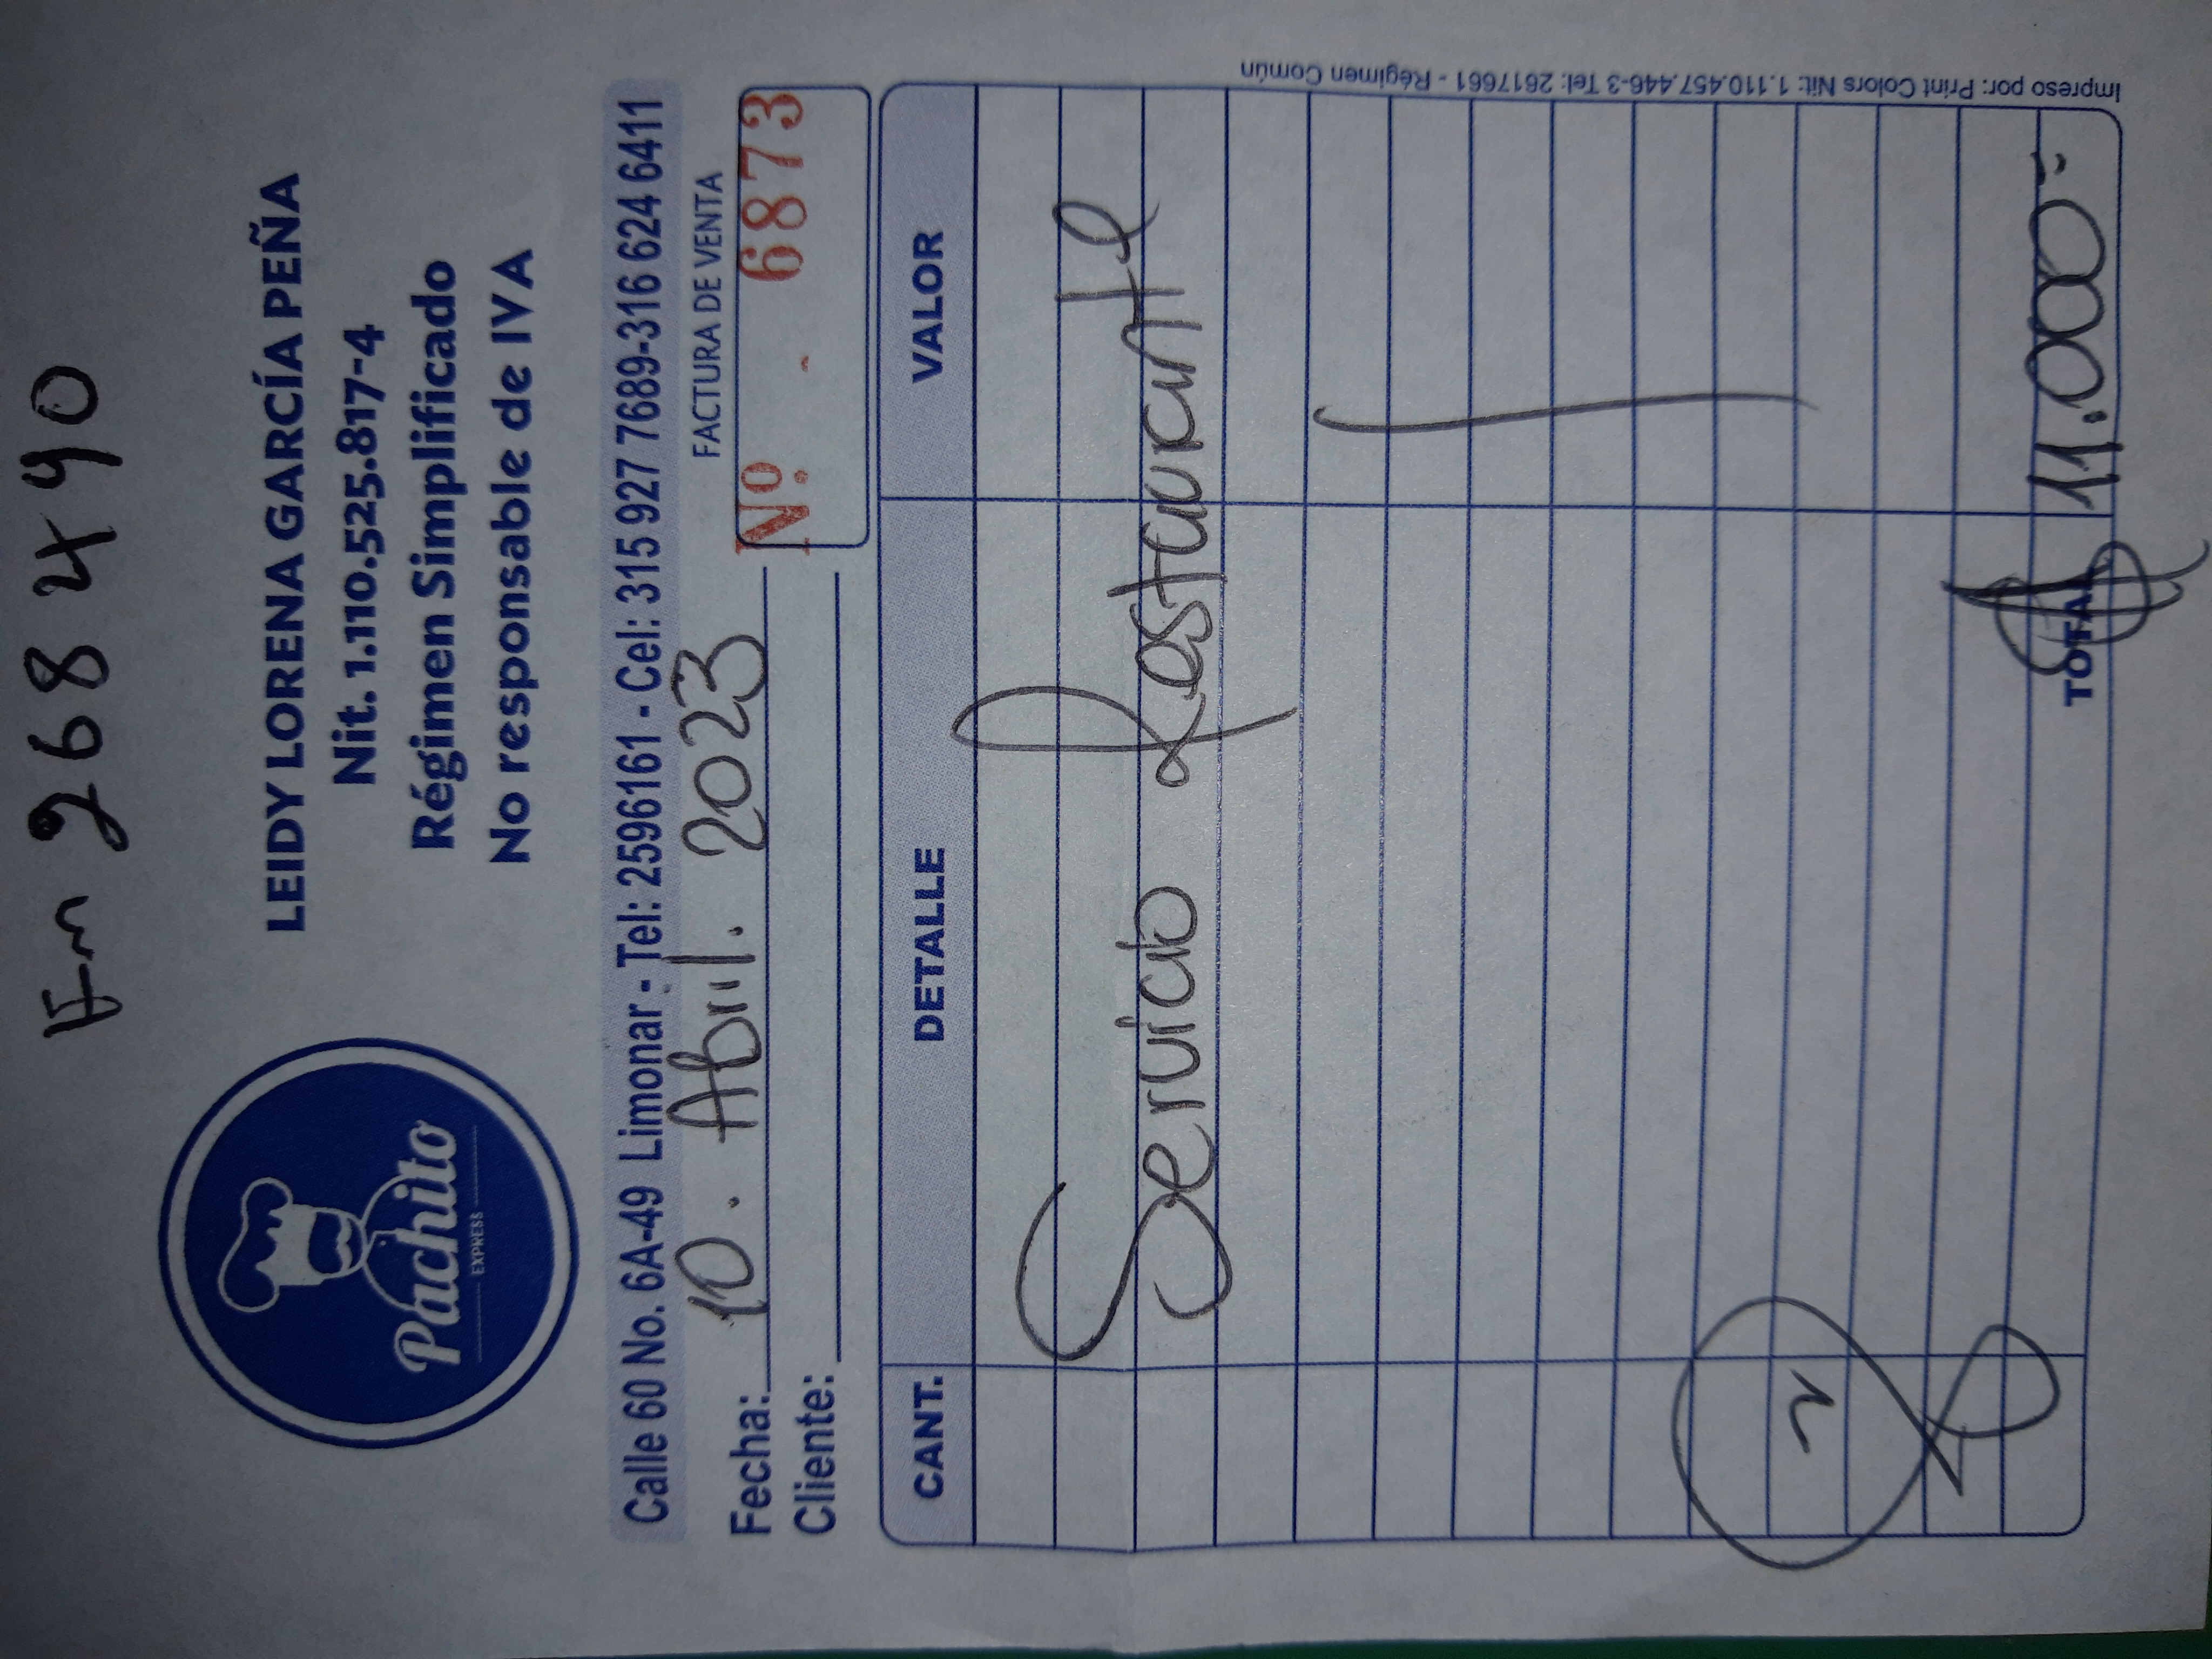 Fm 268490
Pachito
EXPRESS
LEIDY LORENA GARCÍA PEÑA
Nit. 1.110.525.817-4
Régimen Simplificado
No responsable de IVA
Calle 60 No. 6A-49 Limonar - Tel: 2596161 - Cel: 315 927 7689-316 624 6411
FACTURA DE VENTA
Fecha: 10. Abril. 2023
Nº 6873
Cliente:
CANT. DETALLE VALOR
Servicio Restaurante
TOTAL $ 11.000=
Impreso por: Print Colors Nit: 1.110.457.446-3 Tel: 2617661 - Régimen Común